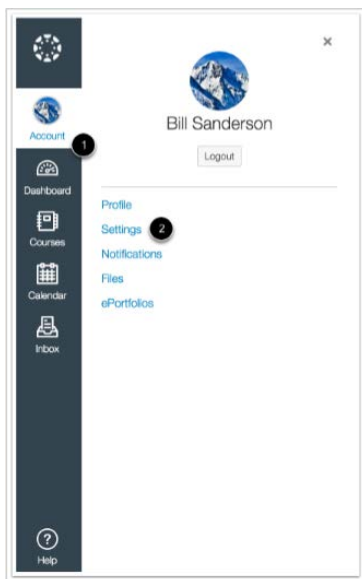 ×
Bill Sanderson
Logout
Account
1
Dashboard
Courses
Calendar
Inbox
Help
Profile
Settings 2
Notifications
Files
ePortfolios